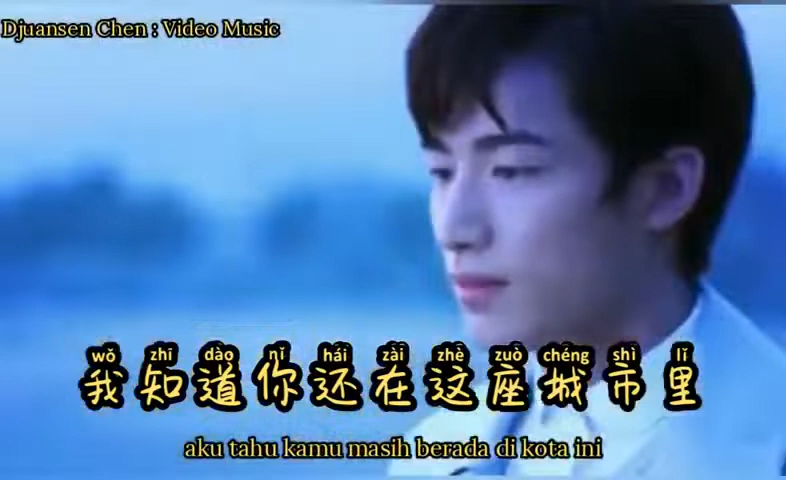 Djuansen Chen : Video Music
wǒ zhi dào nǐ hái zài zhè zuò chéng shì lǐ
我知道你还在这座城市里
aku tahu kamu masih berada di kota ini